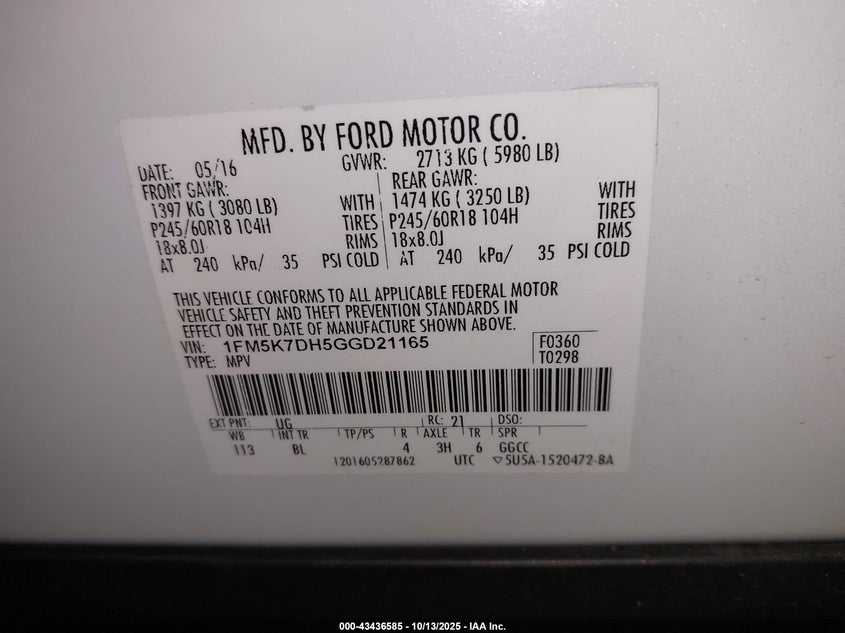 MFD. BY FORD MOTOR CO.
DATE: 05/16 GVWR: 2713 KG ( 5980 LB)
FRONT GAWR: REAR GAWR:
1397 KG ( 3080 LB) WITH 1474 KG ( 3250 LB) WITH
P245/60R18 104H TIRES P245/60R18 104H TIRES
18x8.0J RIMS 18x8.0J RIMS
AT 240 kPa/ 35 PSI COLD AT 240 kPa/ 35 PSI COLD
THIS VEHICLE CONFORMS TO ALL APPLICABLE FEDERAL MOTOR
VEHICLE SAFETY AND THEFT PREVENTION STANDARDS IN
EFFECT ON THE DATE OF MANUFACTURE SHOWN ABOVE.
VIN: 1FM5K7DH5GGD21165 F0360
TYPE: MPV T0298
EXT PNT: UG RC: 21 DSO:
WB INT TR TP/PS R AXLE TR SPR
113 BL 4 3H 6 GGCC
1201605287862 UTC ▽5U5A-1520472-BA
000-43436585 - 10/13/2025 - IAA Inc.